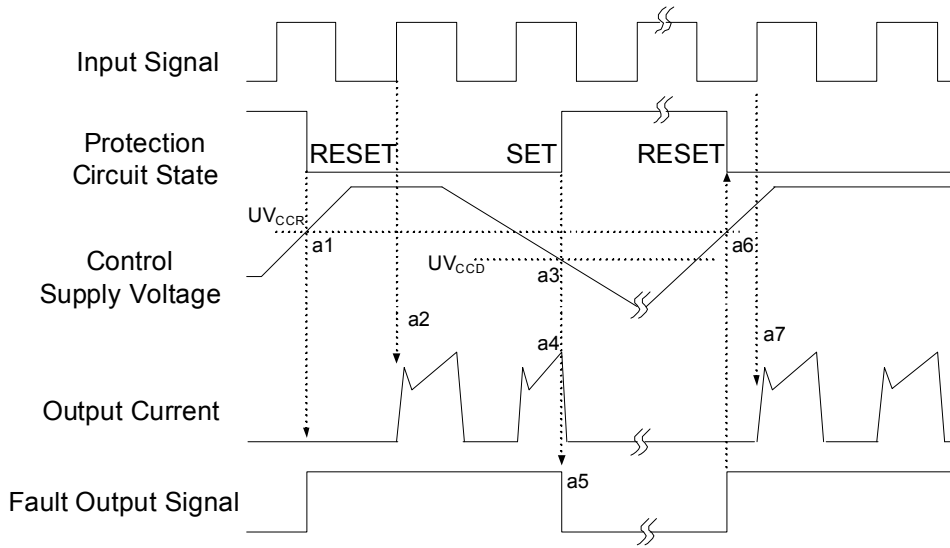 Input Signal
Protection
Circuit State
RESET
SET
RESET
UVCCR
a1
a6
Control
Supply Voltage
UVCCD
a3
a2
a4
a7
Output Current
a5
Fault Output Signal